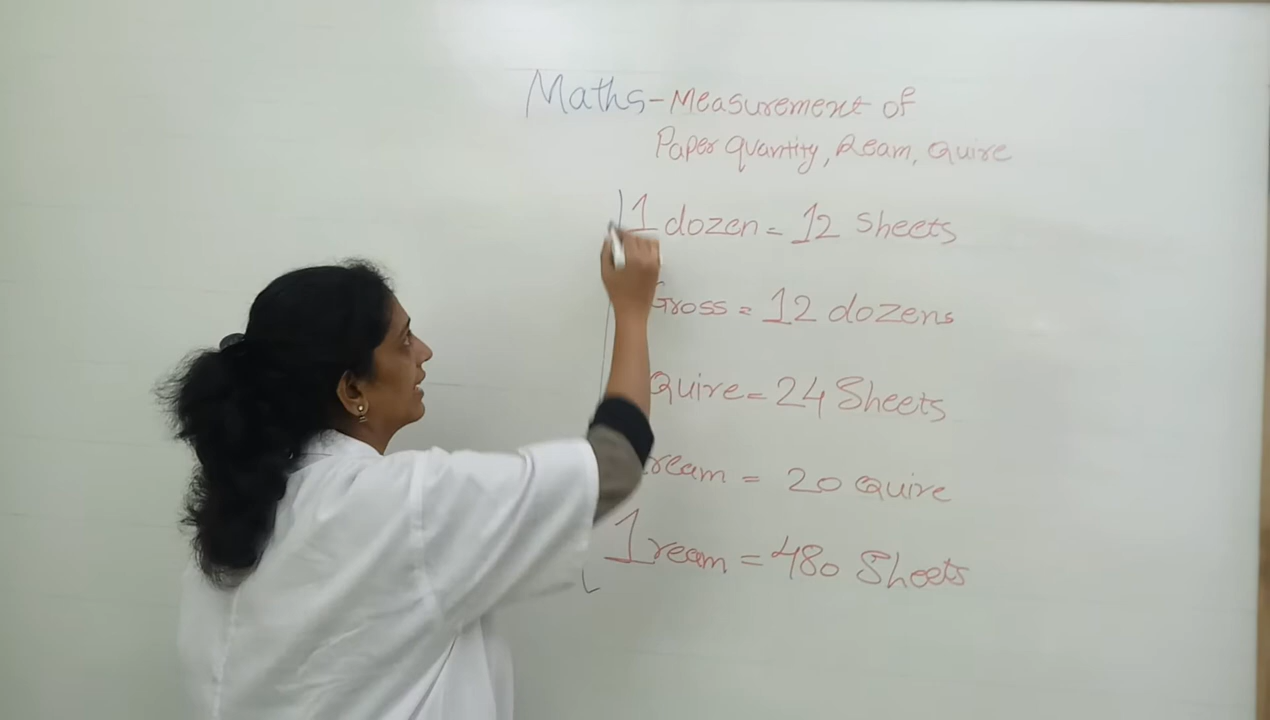 Maths - Measurement of
Paper quantity, Ream, Quire
1 dozen = 12 Sheets
Gross = 12 dozens
Quire = 24 Sheets
ream = 20 Quire
1 ream = 480 Sheets